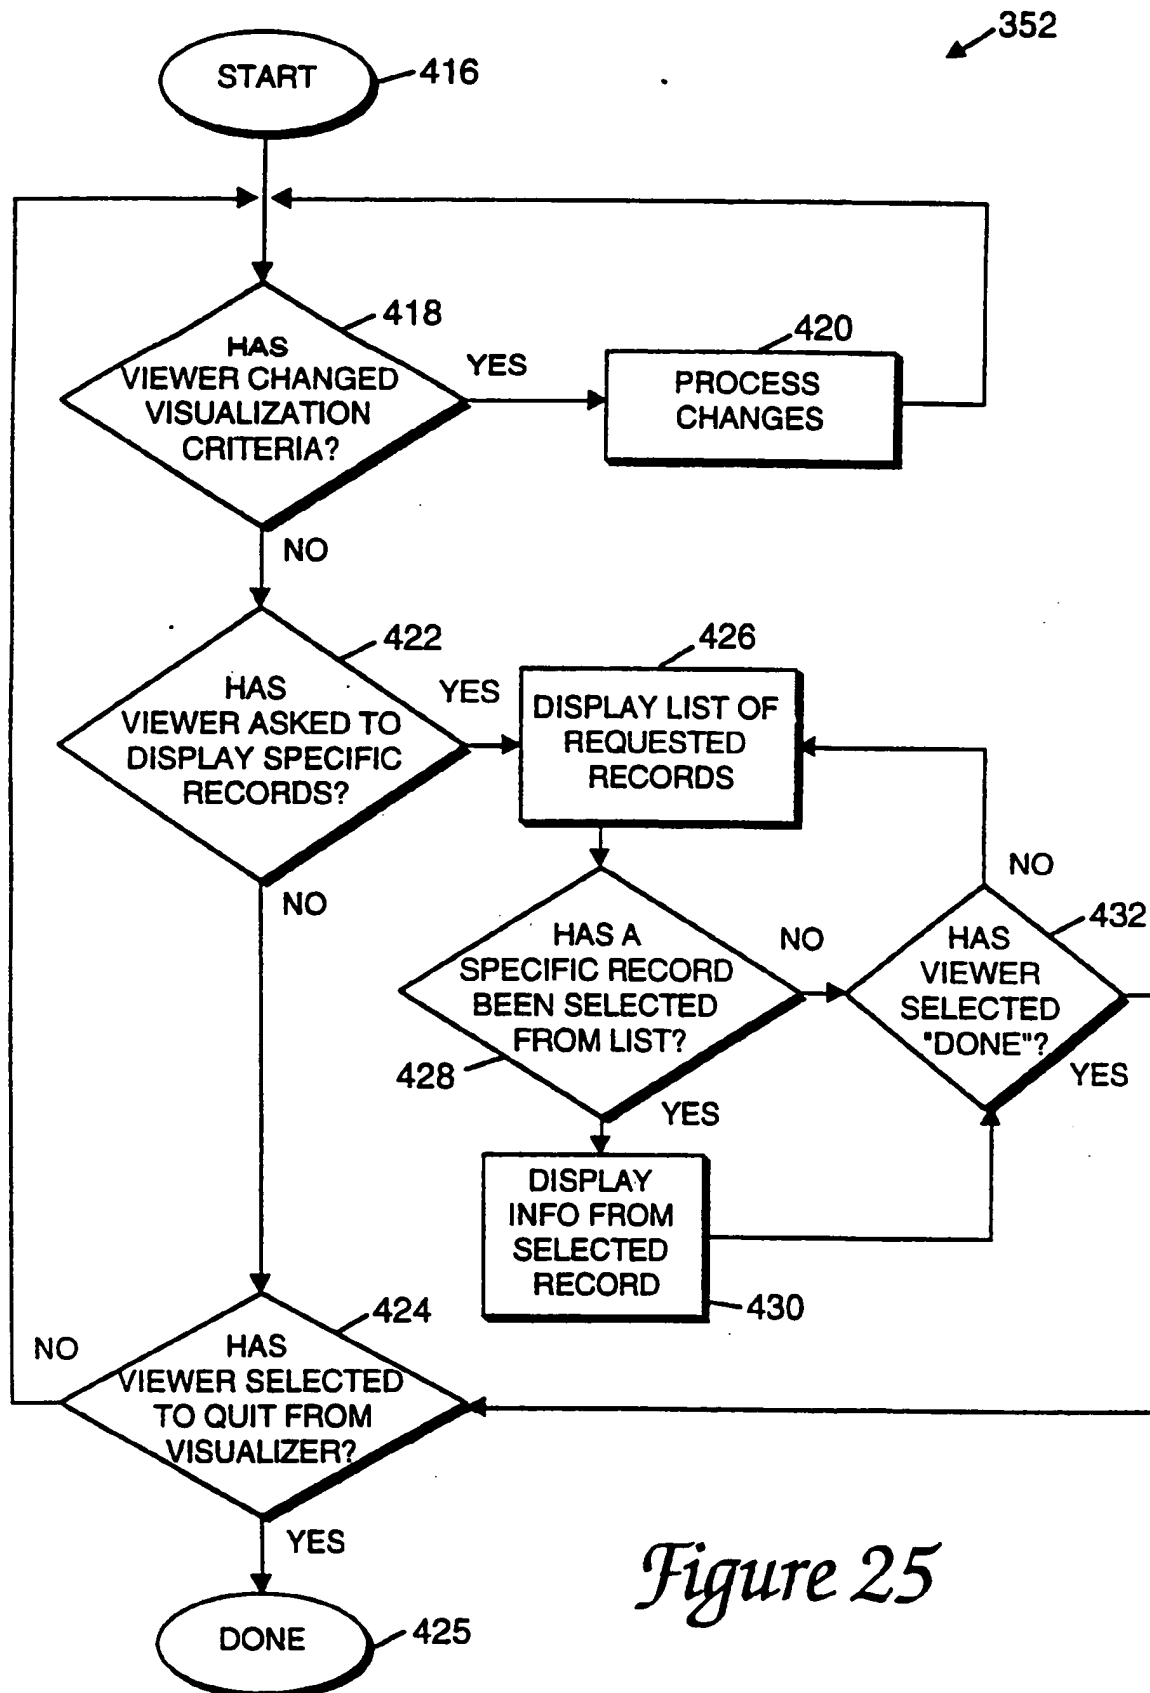 352
START
416
HAS
VIEWER CHANGED
VISUALIZATION
CRITERIA?
418
YES
420
PROCESS
CHANGES
NO
HAS
VIEWER ASKED TO
DISPLAY SPECIFIC
RECORDS?
422
YES
426
DISPLAY LIST OF
REQUESTED
RECORDS
NO
HAS A
SPECIFIC RECORD
BEEN SELECTED
FROM LIST?
428
NO
NO
432
HAS
VIEWER
SELECTED
"DONE"?
YES
YES
DISPLAY
INFO FROM
SELECTED
RECORD
430
424
NO
HAS
VIEWER SELECTED
TO QUIT FROM
VISUALIZER?
YES
DONE
425
Figure 25